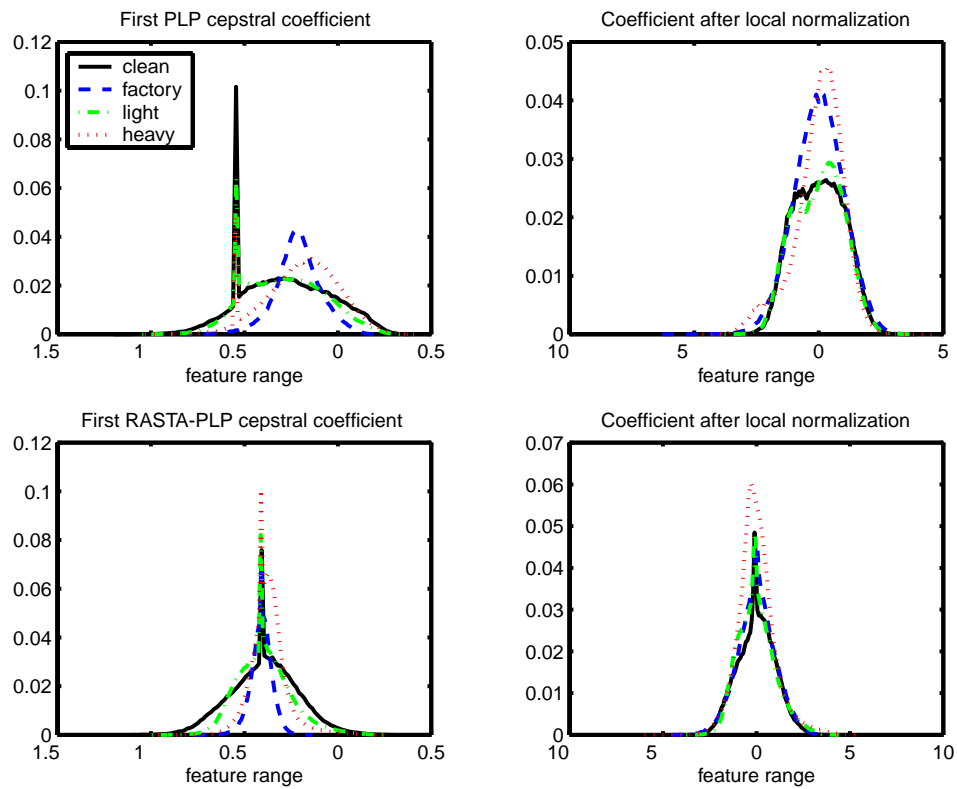 First PLP cepstral coefficient
0.12
0.1
0.08
0.06
0.04
0.02
0
clean
factory
light
heavy
1.5 1 0.5 0 0.5
feature range
Coefficient after local normalization
0.05
0.04
0.03
0.02
0.01
0
10 5 0 5
feature range
First RASTA-PLP cepstral coefficient
0.12
0.1
0.08
0.06
0.04
0.02
0
1.5 1 0.5 0 0.5
feature range
Coefficient after local normalization
0.07
0.06
0.05
0.04
0.03
0.02
0.01
0
10 5 0 5 10
feature range